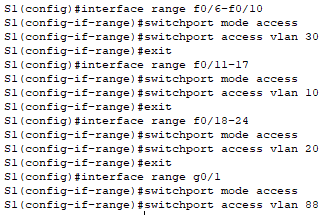 S1(config)#interface range f0/6-f0/10
S1(config-if-range)#switchport mode access
S1(config-if-range)#switchport access vlan 30
S1(config-if-range)#exit
S1(config)#interface range f0/11-17
S1(config-if-range)#switchport mode access
S1(config-if-range)#switchport access vlan 10
S1(config-if-range)#exit
S1(config)#interface range f0/18-24
S1(config-if-range)#switchport mode access
S1(config-if-range)#switchport access vlan 20
S1(config-if-range)#exit
S1(config)#interface range g0/1
S1(config-if-range)#switchport mode access
S1(config-if-range)#switchport access vlan 88